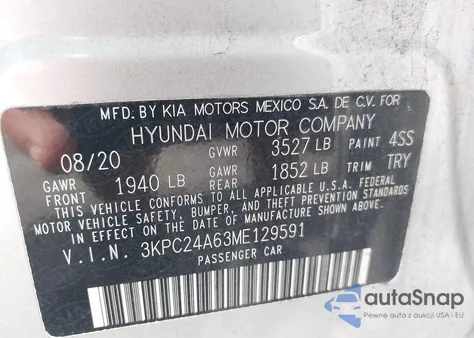 MFD. BY KIA MOTORS MEXICO S.A. DE C.V. FOR
HYUNDAI MOTOR COMPANY
08/20 GVWR 3527 LB PAINT 4SS
GAWR FRONT 1940 LB GAWR REAR 1852 LB TRIM TRY
THIS VEHICLE CONFORMS TO ALL APPLICABLE U.S.A. FEDERAL
MOTOR VEHICLE SAFETY, BUMPER, AND THEFT PREVENTION STANDARDS
IN EFFECT ON THE DATE OF MANUFACTURE SHOWN ABOVE.
V.I.N. 3KPC24A63ME129591
PASSENGER CAR
autoSnap
Pewne auta z aukcji USA i EU